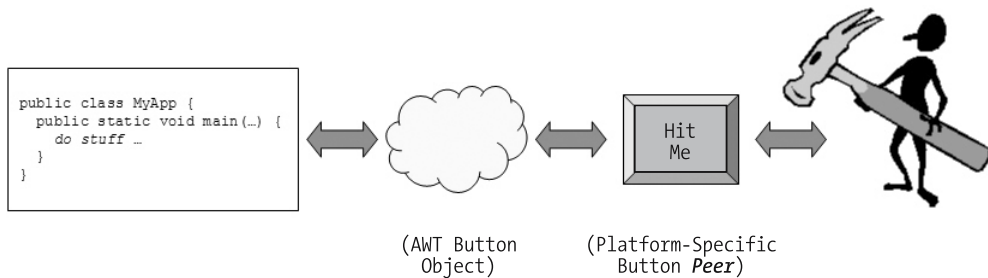 public class MyApp {
public static void main(…) {
do stuff …
}
}
Hit
Me
(AWT Button
Object)
(Platform-Specific
Button Peer)